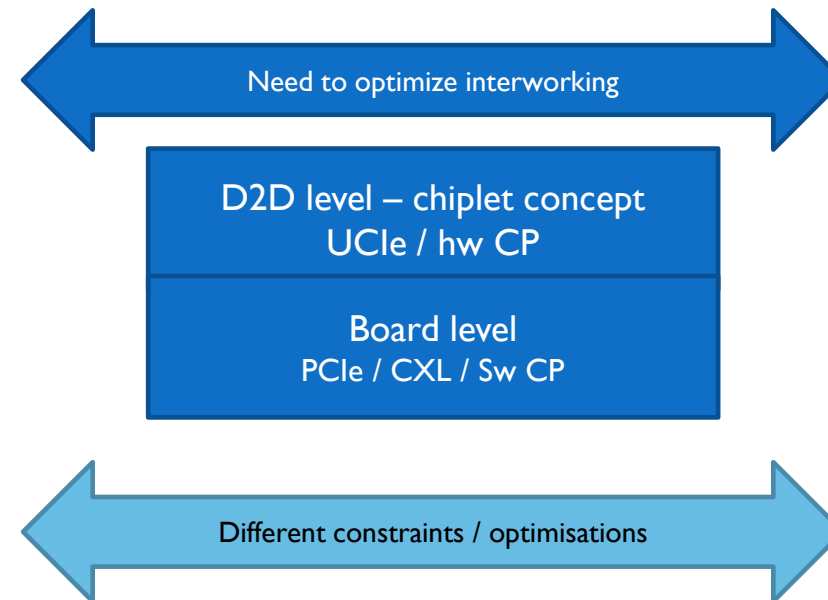 Need to optimize interworking
D2D level – chiplet concept
UCIe / hw CP
Board level
PCIe / CXL / Sw CP
Different constraints / optimisations